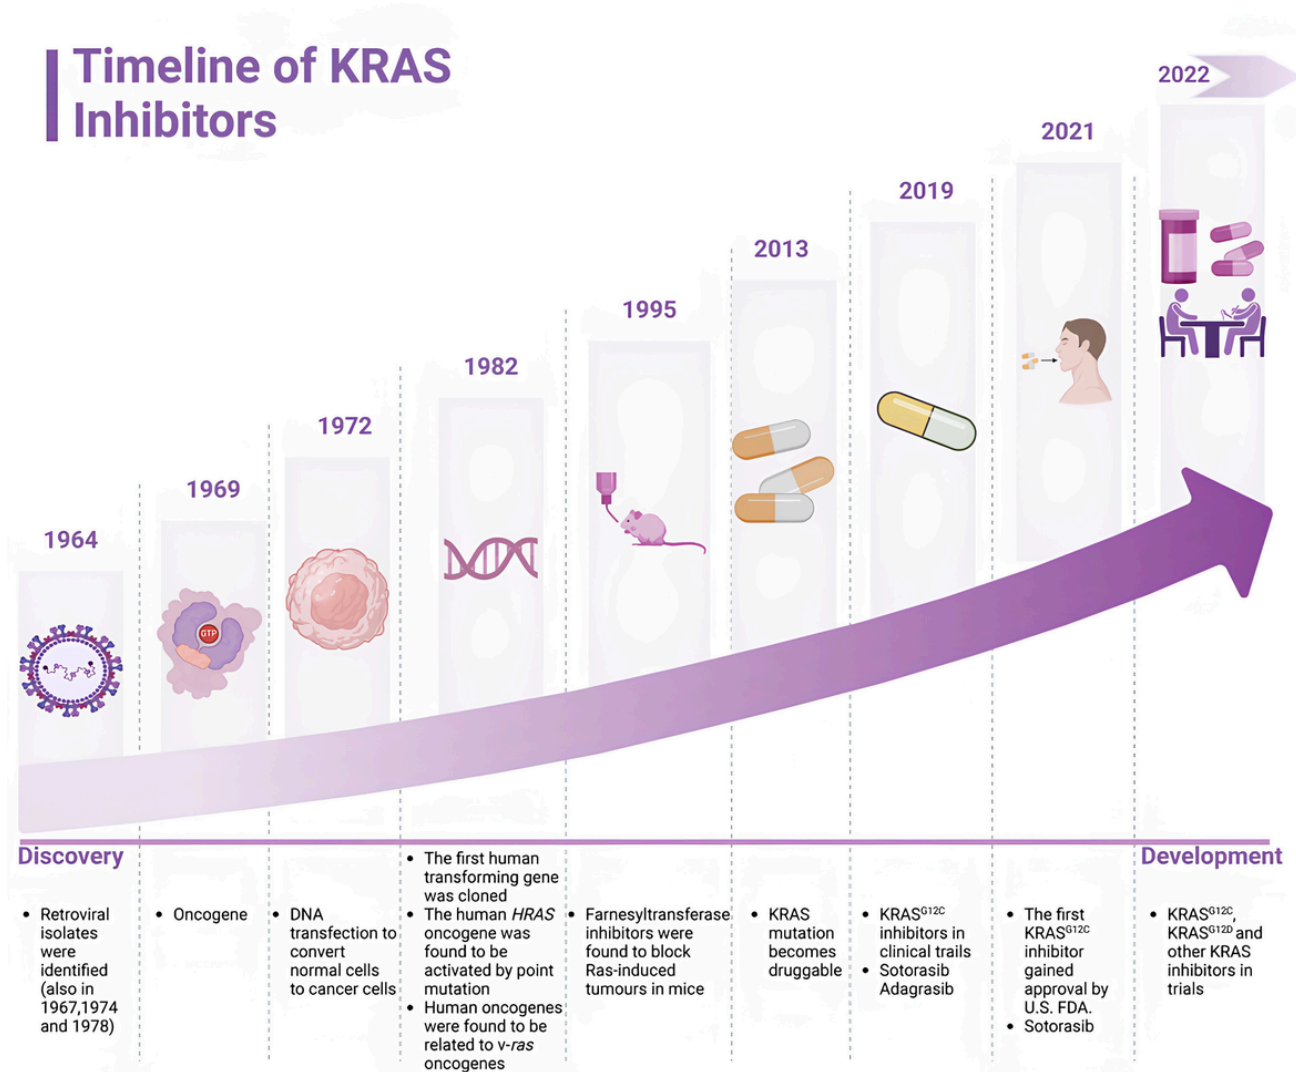 Timeline of KRAS
Inhibitors
1964
1969
1972
1982
1995
2013
2019
2021
2022
GTP
Discovery
Development
• Retroviral
isolates
were
identified
(also in
1967,1974
and 1978)
• Oncogene
• DNA
transfection to
convert
normal cells
to cancer cells
• The first human
transforming gene
was cloned
• The human HRAS
oncogene was
found to be
activated by point
mutation
• Human oncogenes
were found to be
related to v-ras
oncogenes
• Farnesyltransferase
inhibitors were
found to block
Ras-induced
tumours in mice
• KRAS
mutation
becomes
druggable
• KRASG12C
inhibitors in
clinical trails
• Sotorasib
Adagrasib
• The first
KRASG12C
inhibitor
gained
approval by
U.S. FDA.
• Sotorasib
• KRASG12C,
KRASG12D and
other KRAS
inhibitors in
trials